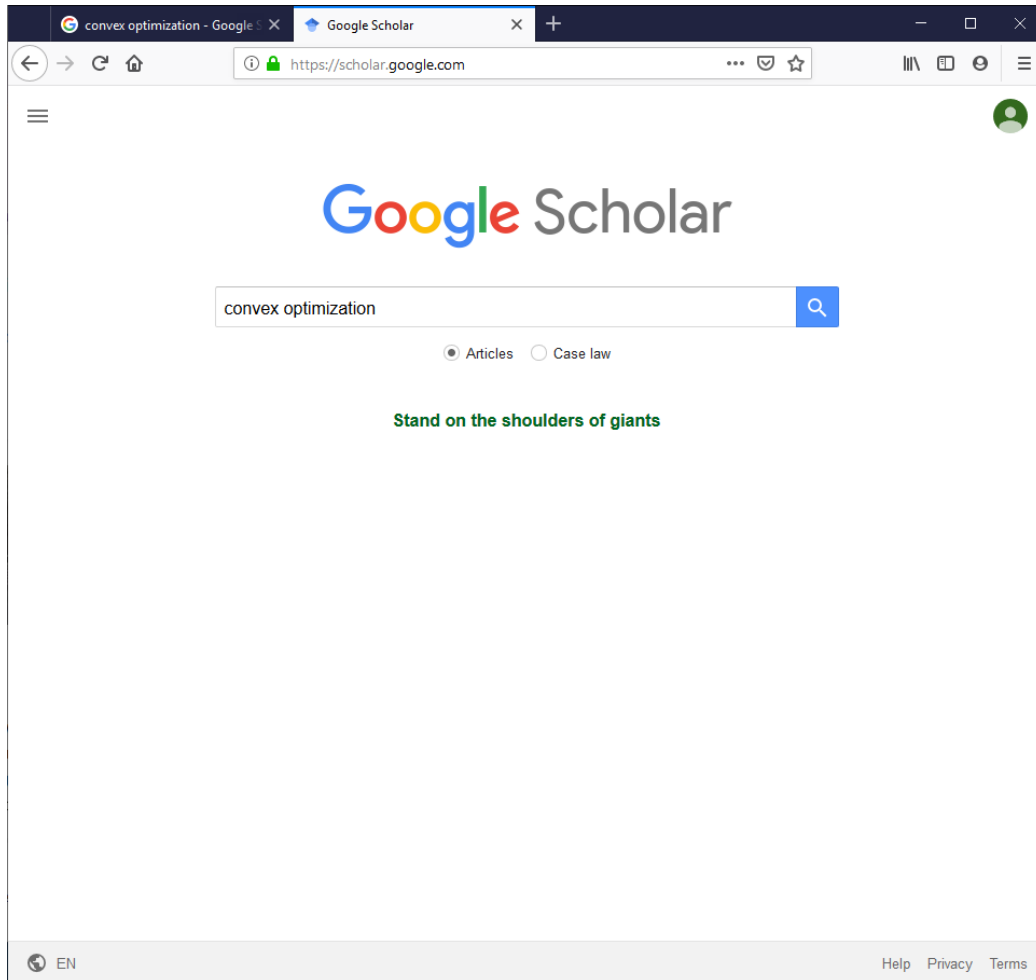 convex optimization - Google S
Google Scholar
https://scholar.google.com
Google Scholar
convex optimization
Articles Case law
Stand on the shoulders of giants
EN Help Privacy Terms